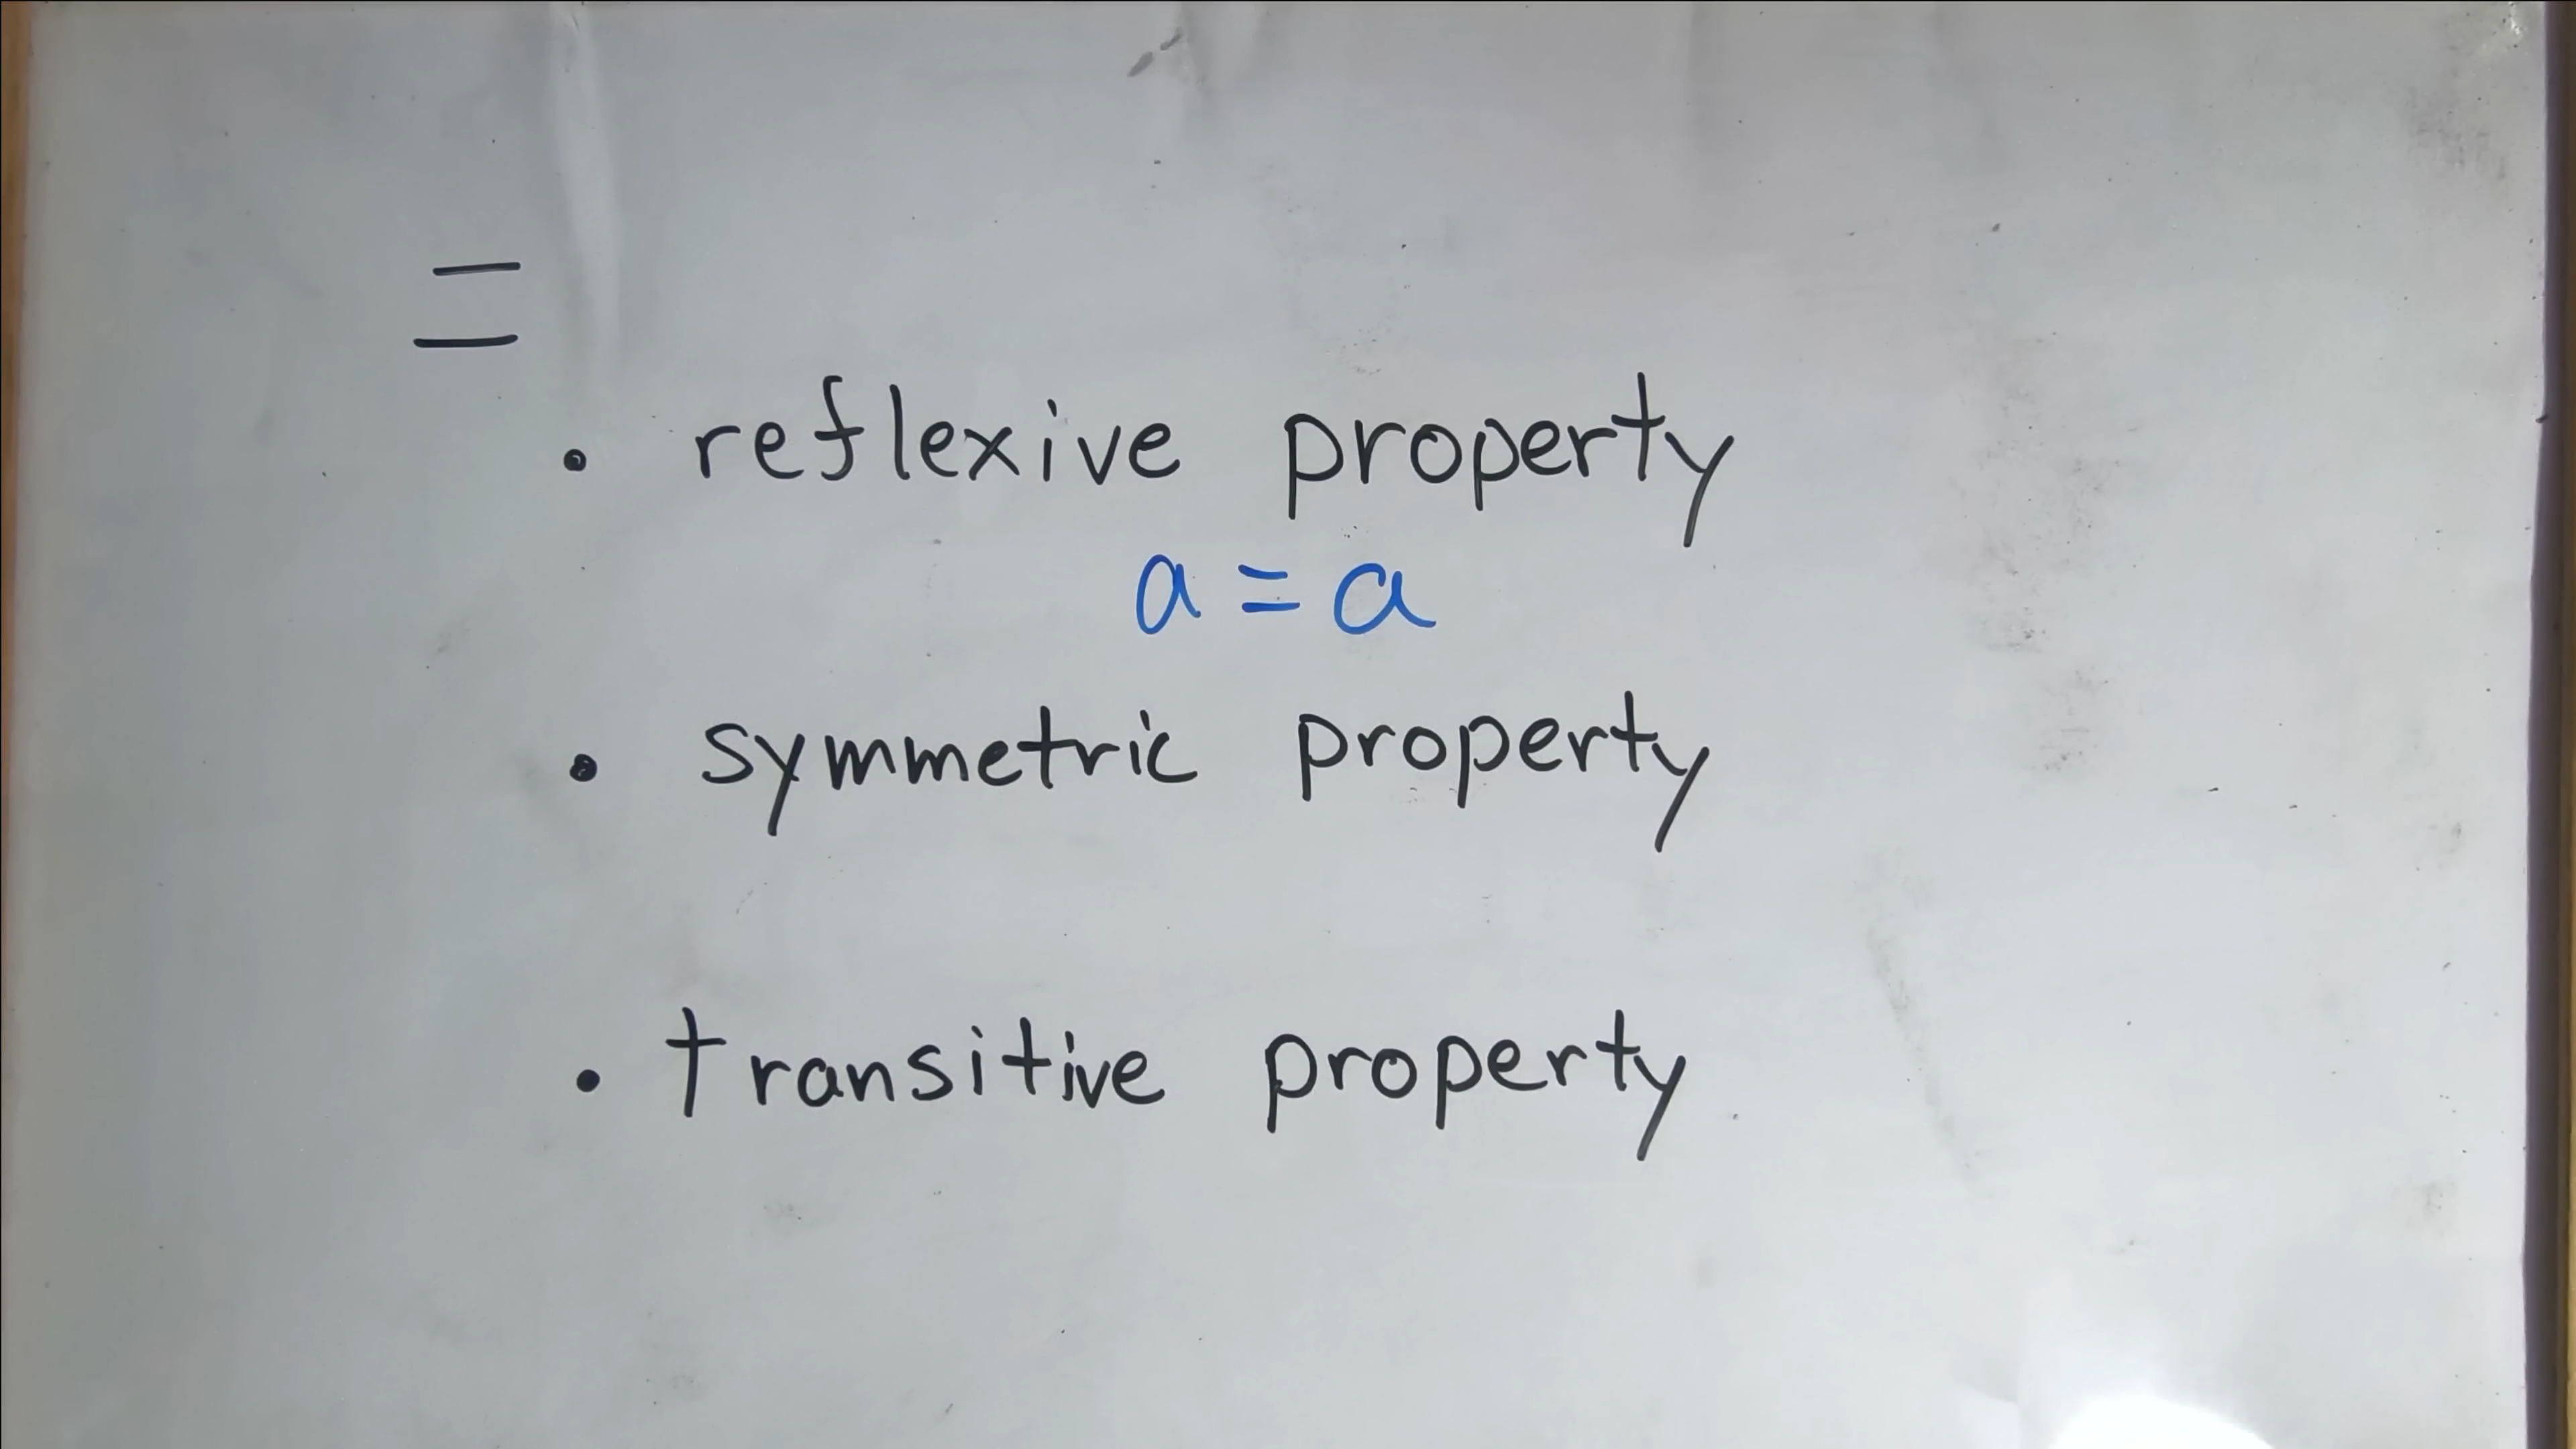 =
• reflexive property
a = a
• symmetric property
• transitive property